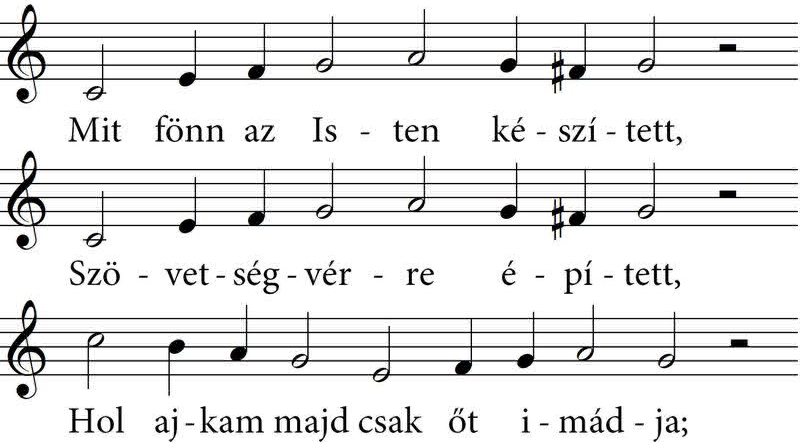 Mit fönn az Is - ten ké - szí - tett,
Szö - vet - ség - vér - re é - pí - tett,
Hol aj - kam majd csak őt i - mád - ja;